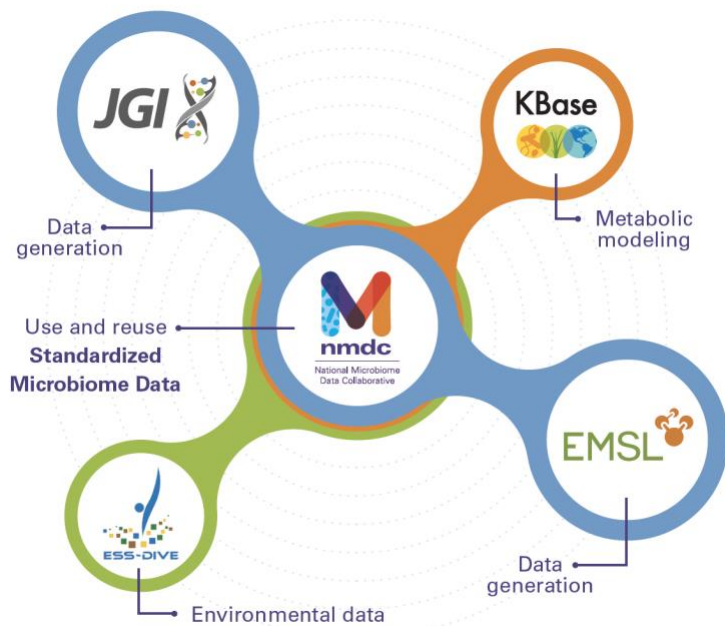 JGI
KBase
Data
generation
Metabolic
modeling
nmdc
National Microbiome
Data Collaborative
Use and reuse
Standardized
Microbiome Data
EMSL
ESS-DIVE
Data
generation
Environmental data